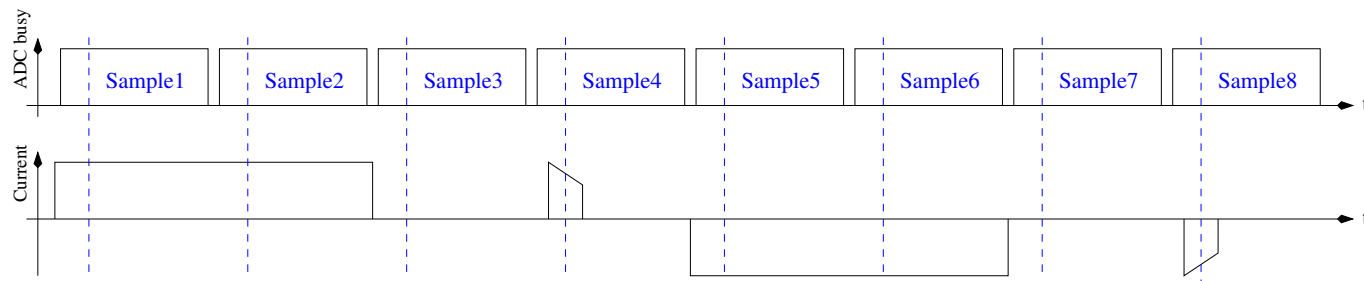 ADC busy
Sample1 Sample2 Sample3 Sample4 Sample5 Sample6 Sample7 Sample8
t
Current
t